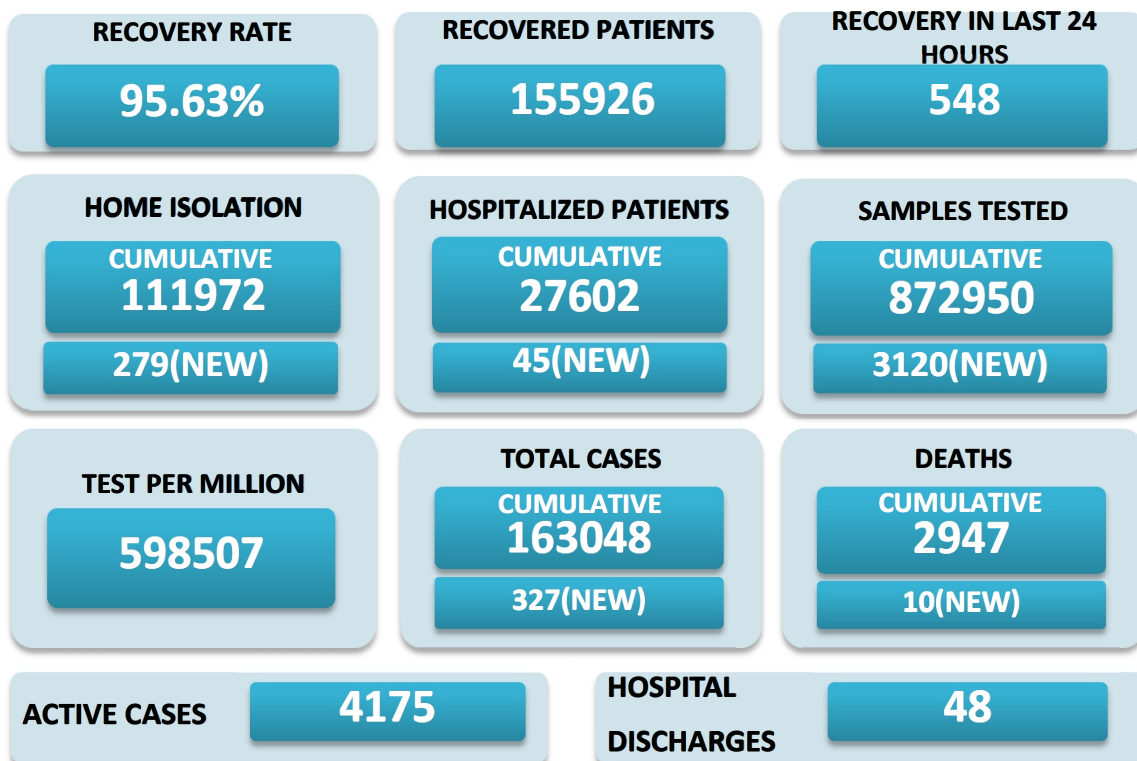 RECOVERY RATE
95.63%
RECOVERED PATIENTS
155926
RECOVERY IN LAST 24
HOURS
548
HOME ISOLATION
CUMULATIVE
111972
279(NEW)
HOSPITALIZED PATIENTS
CUMULATIVE
27602
45(NEW)
SAMPLES TESTED
CUMULATIVE
872950
3120(NEW)
TEST PER MILLION
598507
TOTAL CASES
CUMULATIVE
163048
327(NEW)
DEATHS
CUMULATIVE
2947
10(NEW)
ACTIVE CASES
4175
HOSPITAL
DISCHARGES
48